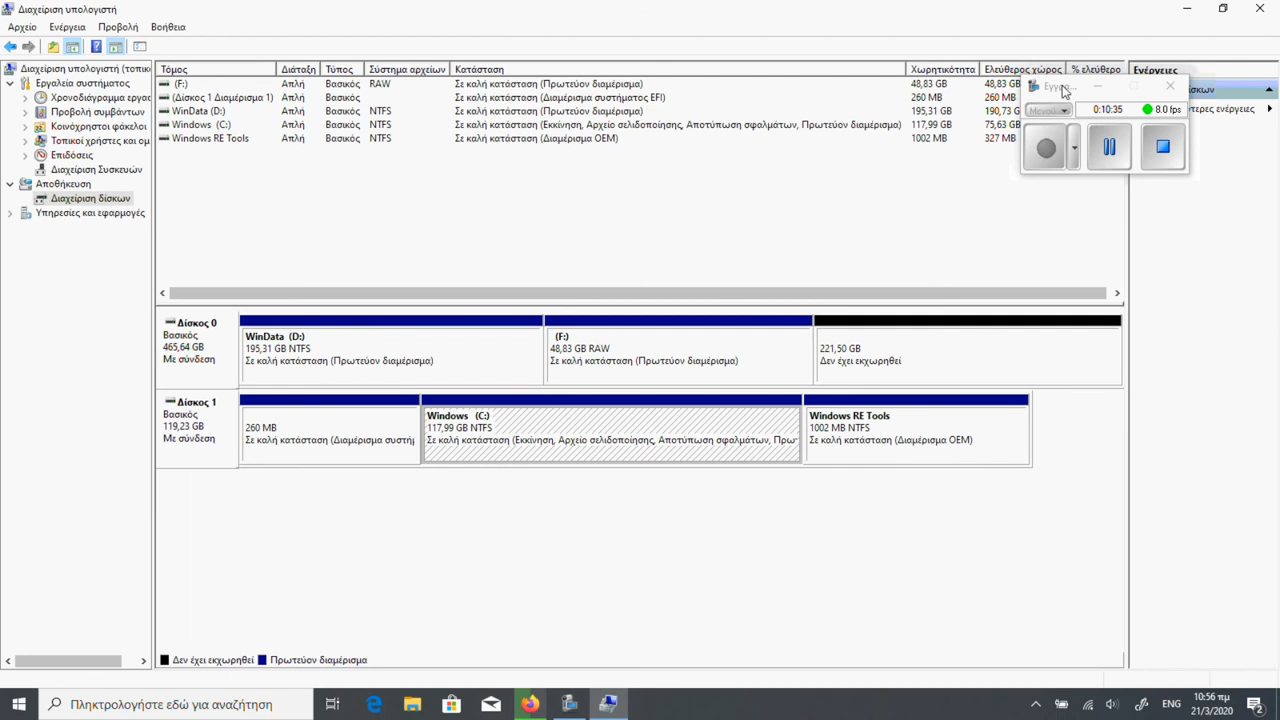 Διαχείριση υπολογιστή
Αρχείο Ενέργεια Προβολή Βοήθεια
Διαχείριση υπολογιστή (τοπικ
Εργαλεία συστήματος
Χρονοδιάγραμμα εργασ
Προβολή συμβάντων
Κοινόχρηστοι φάκελοι
Τοπικοί χρήστες και ομ
Επιδόσεις
Διαχείριση Συσκευών
Αποθήκευση
Διαχείριση δίσκων
Υπηρεσίες και εφαρμογές
Τόμος Διάταξη Τύπος Σύστημα αρχείων Κατάσταση Χωρητικότητα Ελεύθερος χώρος % ελεύθερο
(F:) Απλή Βασικός RAW Σε καλή κατάσταση (Πρωτεύον διαμέρισμα) 48,83 GB 48,83 GB
(Δίσκος 1 Διαμέρισμα 1) Απλή Βασικός Σε καλή κατάσταση (Διαμέρισμα συστήματος EFI) 260 MB 260 MB
WinData (D:) Απλή Βασικός NTFS Σε καλή κατάσταση (Πρωτεύον διαμέρισμα) 195,31 GB 190,73 G
Windows (C:) Απλή Βασικός NTFS Σε καλή κατάσταση (Εκκίνηση, Αρχείο σελιδοποίησης, Αποτύπωση σφαλμάτων, Πρωτεύον διαμέρισμα) 117,99 GB 75,63 GB
Windows RE Tools Απλή Βασικός NTFS Σε καλή κατάσταση (Διαμέρισμα OEM) 1002 MB 327 MB
Ενέργειες
σκων
τερες ενέργειες
0:10:35 8.0 fps
Δίσκος 0
Βασικός
465,64 GB
Με σύνδεση
WinData (D:)
195,31 GB NTFS
Σε καλή κατάσταση (Πρωτεύον διαμέρισμα)
(F:)
48,83 GB RAW
Σε καλή κατάσταση (Πρωτεύον διαμέρισμα)
221,50 GB
Δεν έχει εκχωρηθεί
Δίσκος 1
Βασικός
119,23 GB
Με σύνδεση
260 MB
Σε καλή κατάσταση (Διαμέρισμα συστή
Windows (C:)
117,99 GB NTFS
Σε καλή κατάσταση (Εκκίνηση, Αρχείο σελιδοποίησης, Αποτύπωση σφαλμάτων, Πρω
Windows RE Tools
1002 MB NTFS
Σε καλή κατάσταση (Διαμέρισμα OEM)
Δεν έχει εκχωρηθεί Πρωτεύον διαμέρισμα
Πληκτρολογήστε εδώ για αναζήτηση
ENG
10:56 πμ
21/3/2020
2